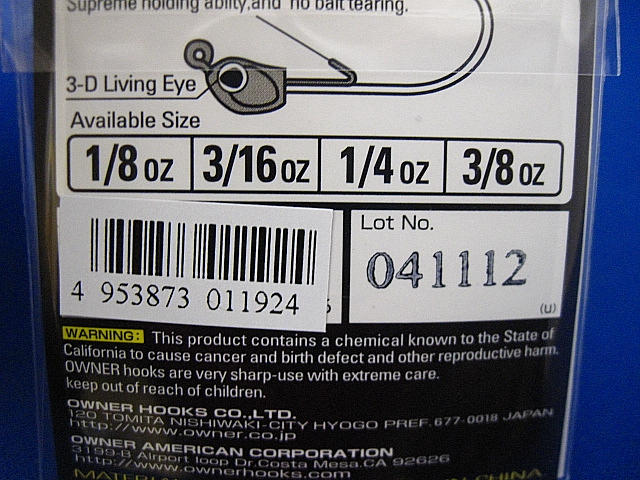 Supreme holding abilty,and no bait tearing.
3-D Living Eye
Available Size
1/8 oz 3/16 oz 1/4 oz 3/8 oz
4 953873 011924
Lot No.
041112
(U)
WARNING: This product contains a chemical known to the State of
California to cause cancer and birth defect and other reproductive harm.
OWNER hooks are very sharp-use with extreme care.
keep out of reach of children.
OWNER HOOKS CO.,LTD.
120 TOMITA NISHIWAKI-CITY HYOGO PREF.677-0018 JAPAN
http://www.owner.co.jp
OWNER AMERICAN CORPORATION
3199-B Airport loop Dr.Costa Mesa.CA 92626
http://www.ownerhooks.com
CHINA